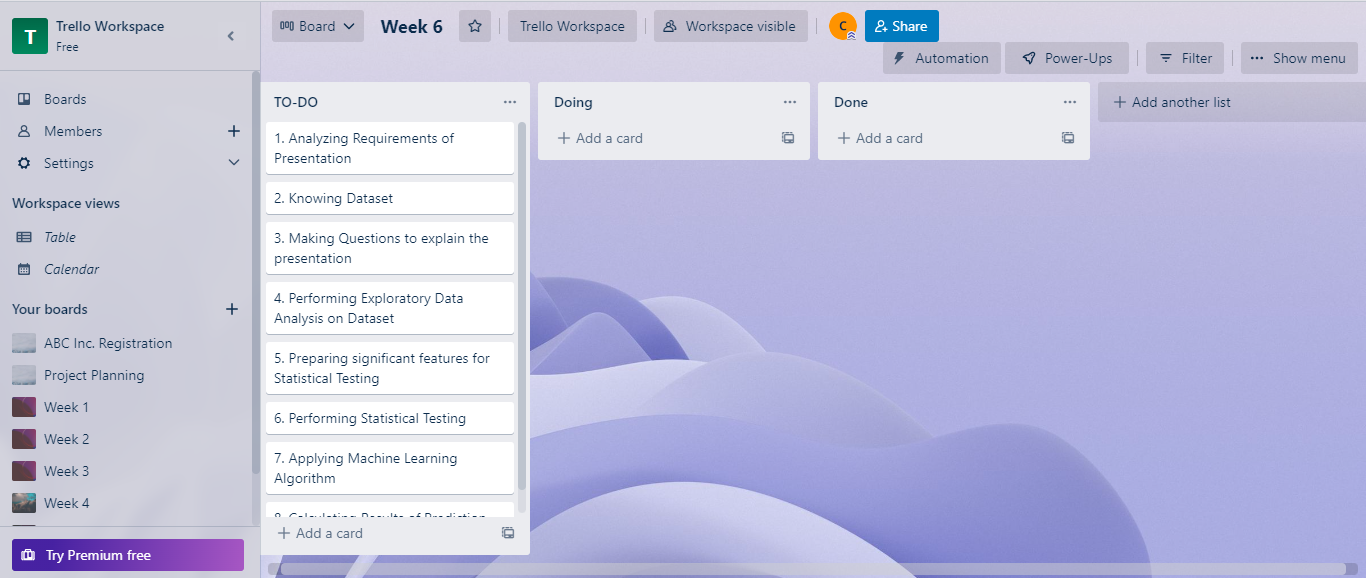 T
Trello Workspace
Free
Boards
Members
Settings
Workspace views
Table
Calendar
Your boards
ABC Inc. Registration
Project Planning
Week 1
Week 2
Week 3
Week 4
Try Premium free
Board
Week 6
Trello Workspace
Workspace visible
C
Share
Automation
Power-Ups
Filter
Show menu
TO-DO
1. Analyzing Requirements of
Presentation
2. Knowing Dataset
3. Making Questions to explain the
presentation
4. Performing Exploratory Data
Analysis on Dataset
5. Preparing significant features for
Statistical Testing
6. Performing Statistical Testing
7. Applying Machine Learning
Algorithm
8. Calculating Results of Prediction
Add a card
Doing
Add a card
Done
Add a card
Add another list